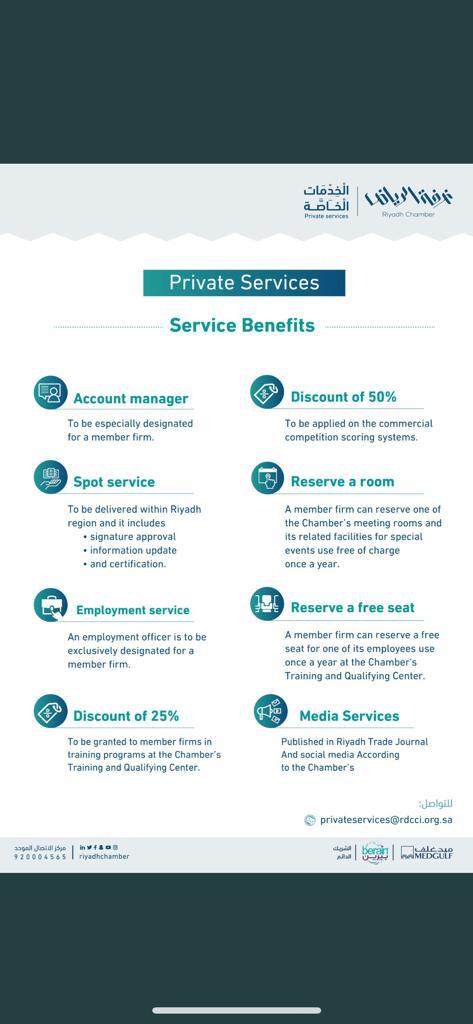 الْخِدْمَات
الْخَاصَّة
Private services
غرفة الرياض
Riyadh Chamber
Private Services
Service Benefits
Account manager
To be especially designated
for a member firm.
Discount of 50%
To be applied on the commercial
competition scoring systems.
Spot service
To be delivered within Riyadh
region and it includes
• signature approval
• information update
• and certification.
Reserve a room
A member firm can reserve one of
the Chamber's meeting rooms and
its related facilities for special
events use free of charge
once a year.
Employment service
An employment officer is to be
exclusively designated for a
member firm.
Reserve a free seat
A member firm can reserve a free
seat for one of its employees use
once a year at the Chamber's
Training and Qualifying Center.
Discount of 25%
To be granted to member firms in
training programs at the Chamber's
Training and Qualifying Center.
Media Services
Published in Riyadh Trade Journal
And social media According
to the Chamber's
للتواصل:
privateservices@rdcci.org.sa
مركز الاتصال الموحد
920004565
riyadhchamber
الشريك
الدائم
berain
بيرين
ميدغلف
MEDGULF